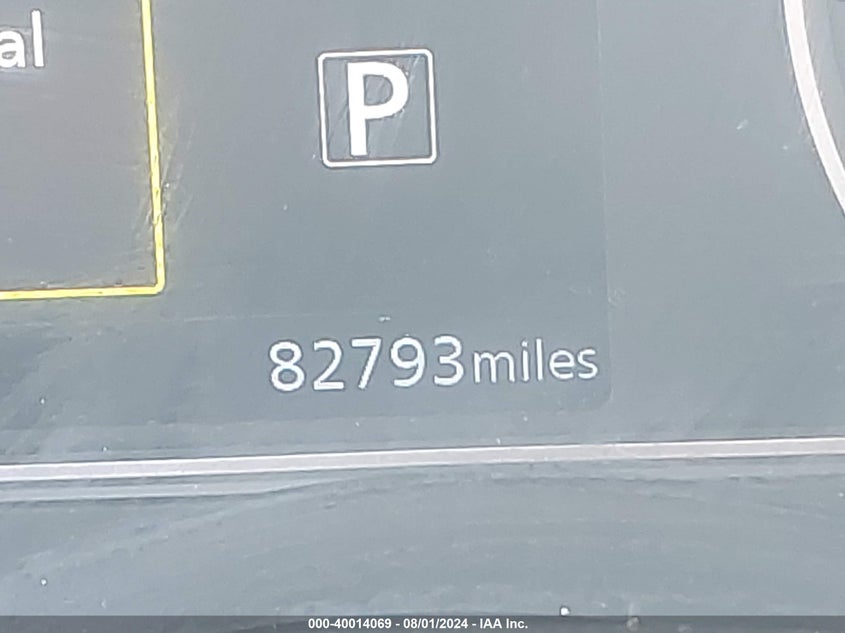 al
P
82793miles
000-40014069 - 08/01/2024 - IAA Inc.